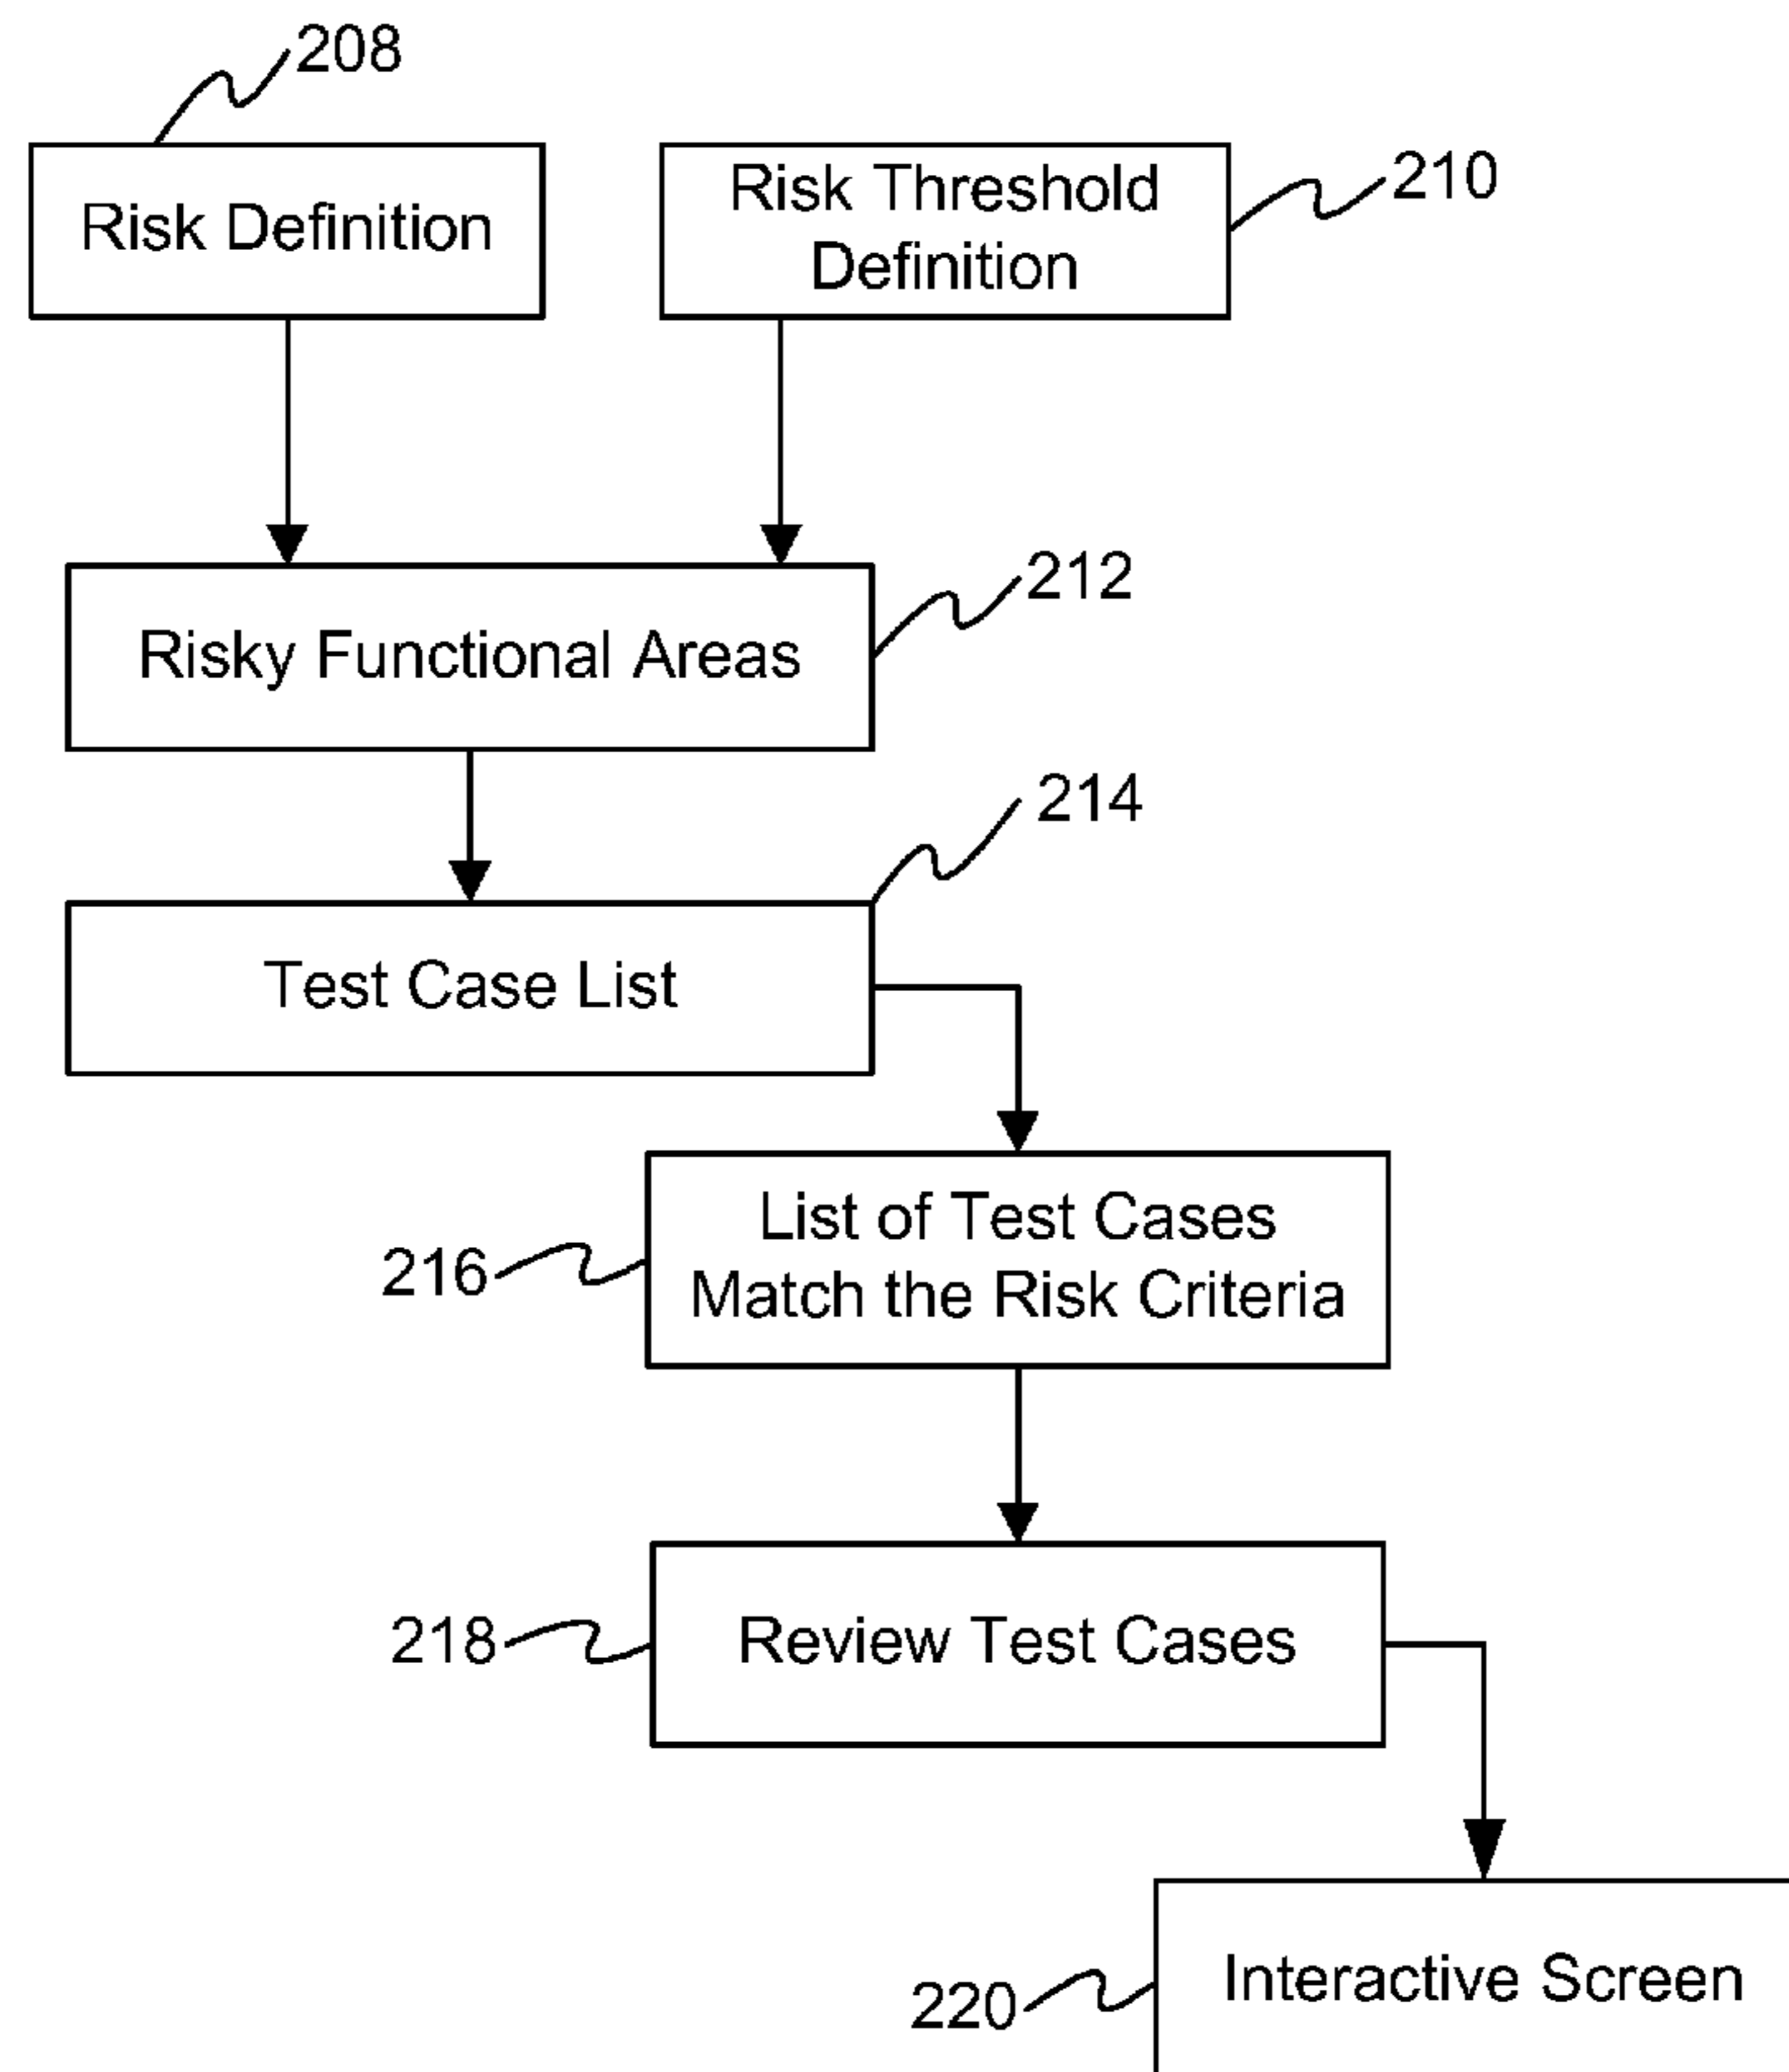 208
Risk Definition
Risk Threshold
Definition
210
Risky Functional Areas
212
214
Test Case List
List of Test Cases
Match the Risk Criteria
216
218
Review Test Cases
Interactive Screen
220